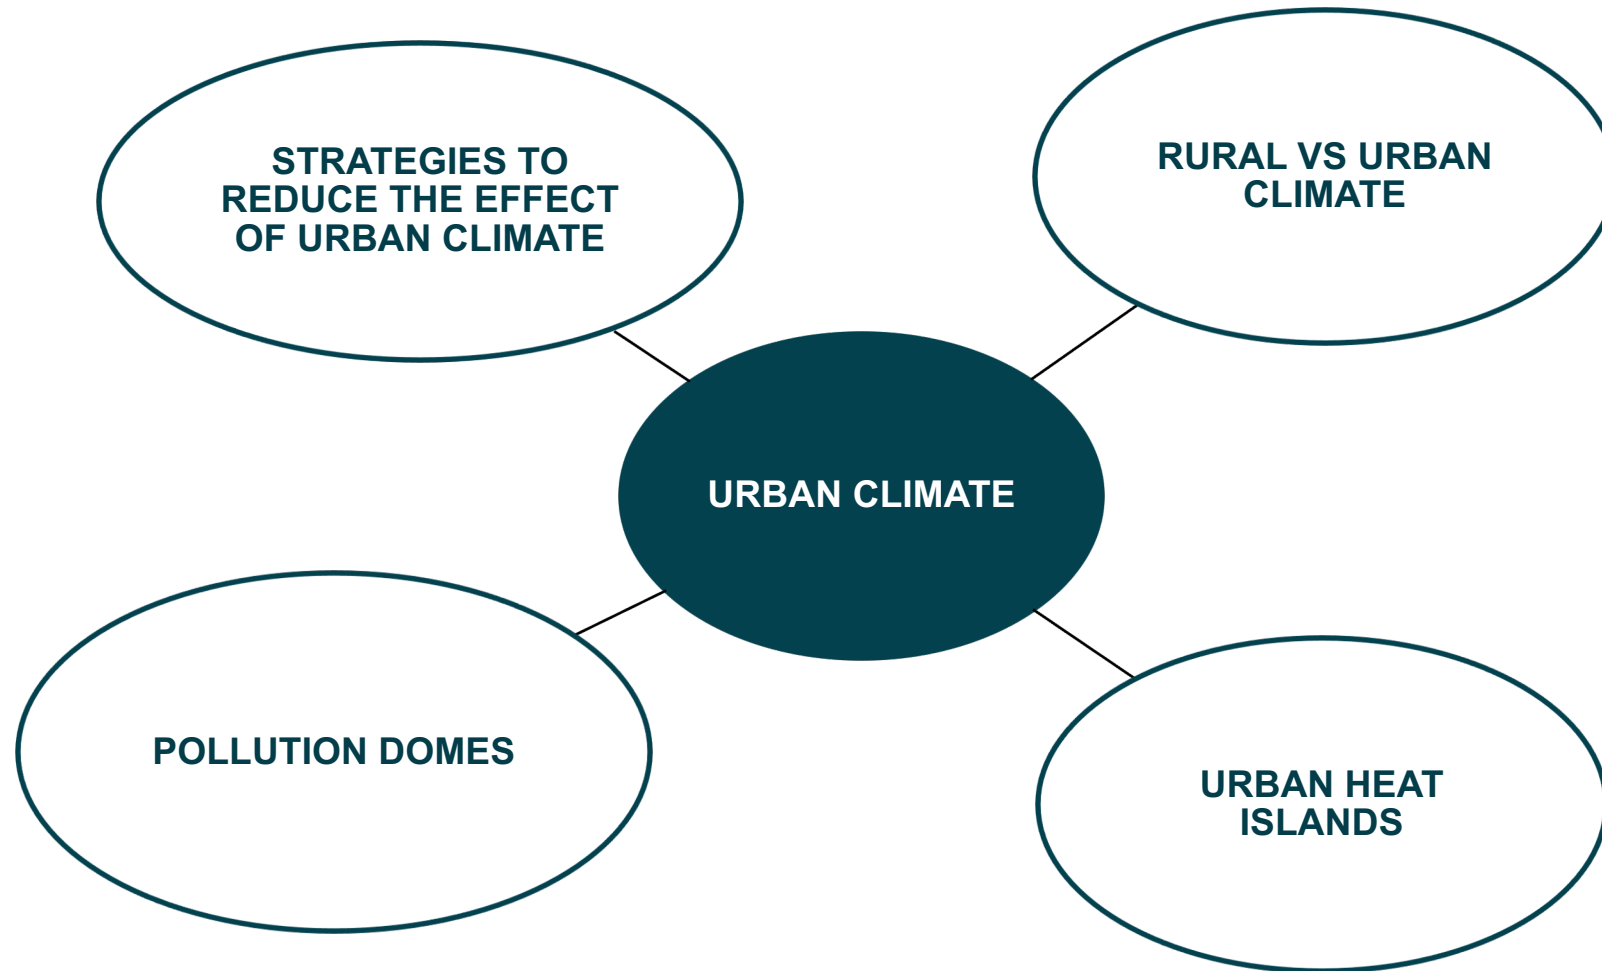 STRATEGIES TO
REDUCE THE EFFECT
OF URBAN CLIMATE
RURAL VS URBAN
CLIMATE
URBAN CLIMATE
POLLUTION DOMES
URBAN HEAT
ISLANDS